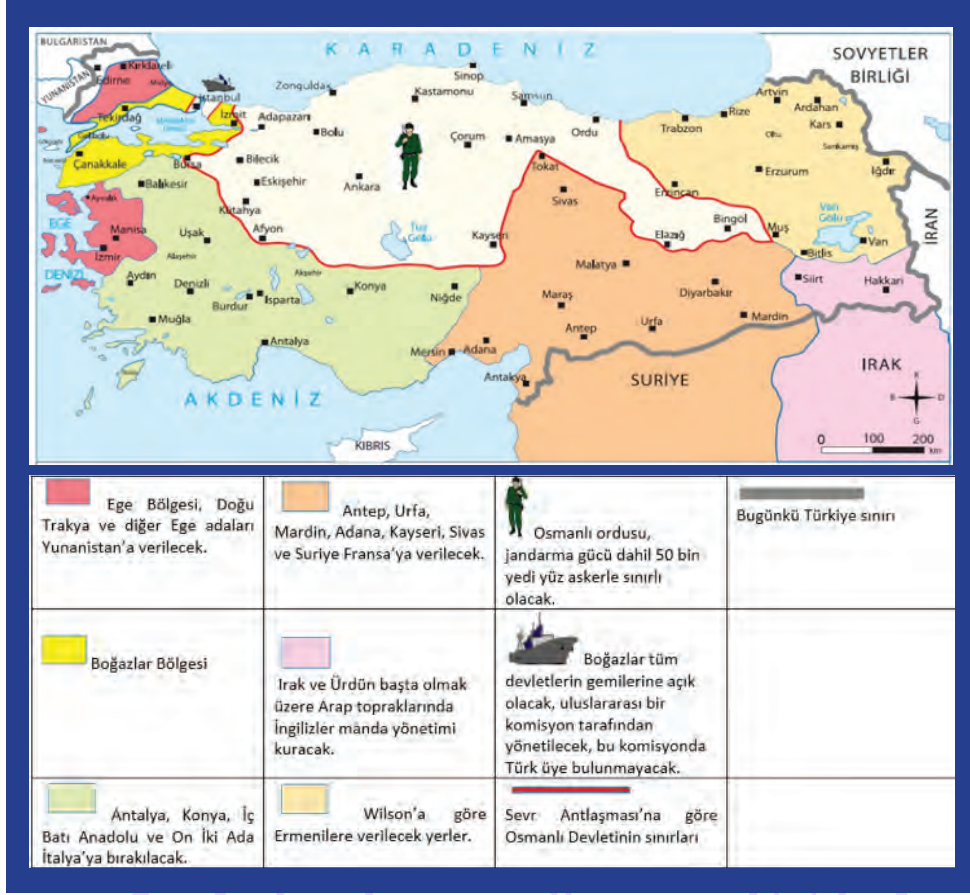 BULGARİSTAN
KARADENİZ
SOVYETLER
BİRLİĞİ
YUNANİSTAN
Kırklareli
Edirne
İstanbul
Tekirdağ
İzmit
Adapazarı
Zonguldak
Kastamonu
Sinop
Samsun
Bolu
Çorum
Amasya
Ordu
Trabzon
Rize
Artvin
Ardahan
Kars
Oltu
Sarıkamış
Iğdır
Erzurum
Çanakkale
Bursa
Bilecik
Eskişehir
Ankara
Tokat
Sivas
Erzincan
Balıkesir
Kütahya
Afyon
Tuz
Gölü
Kayseri
Elazığ
Bingöl
Muş
Van
Gölü
Van
Bitlis
İRAN
EGE
DENİZİ
Ayvalık
Manisa
İzmir
Uşak
Alaşehir
Akşehir
Aydın
Denizli
Burdur
Isparta
Konya
Niğde
Malatya
Maraş
Diyarbakır
Siirt
Hakkari
Muğla
Antalya
Mersin
Adana
Antep
Urfa
Mardin
Antakya
SURİYE
IRAK
AKDENİZ
KIBRIS
K
B
D
G
0 100 200
km
Ege Bölgesi, Doğu
Trakya ve diğer Ege adaları
Yunanistan’a verilecek.
Antep, Urfa,
Mardin, Adana, Kayseri, Sivas
ve Suriye Fransa’ya verilecek.
Osmanlı ordusu,
jandarma gücü dahil 50 bin
yedi yüz askerle sınırlı
olacak.
Bugünkü Türkiye sınırı
Boğazlar Bölgesi
Irak ve Ürdün başta olmak
üzere Arap topraklarında
İngilizler manda yönetimi
kuracak.
Boğazlar tüm
devletlerin gemilerine açık
olacak, uluslararası bir
komisyon tarafından
yönetilecek, bu komisyonda
Türk üye bulunmayacak.
Antalya, Konya, İç
Batı Anadolu ve On İki Ada
İtalya’ya bırakılacak.
Wilson’a göre
Ermenilere verilecek yerler.
Sevr Antlaşması’na göre
Osmanlı Devletinin sınırları